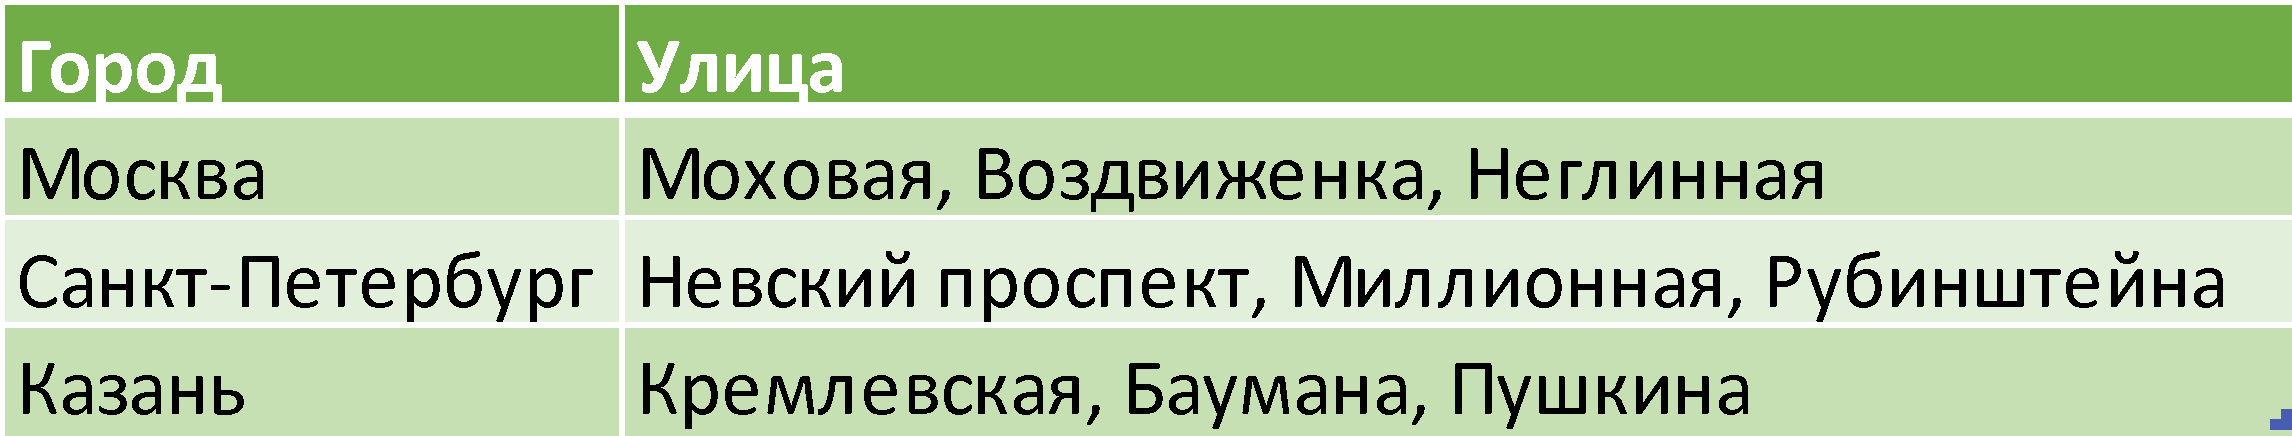 Город Улица
Москва Моховая, Воздвиженка, Неглинная
Санкт-Петербург Невский проспект, Миллионная, Рубинштейна
Казань Кремлевская, Баумана, Пушкина